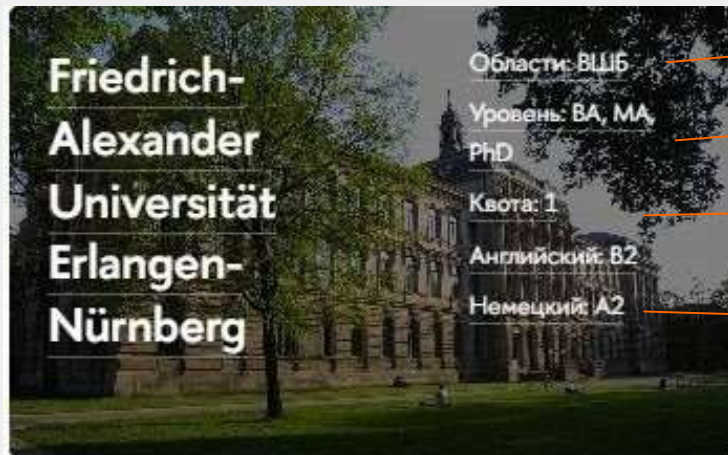 Friedrich-
Alexander
Universität
Erlangen-
Nürnberg
Области: ВШБ
Уровень: BA, MA,
PhD
Квота: 1
Английский: B2
Немецкий: A2